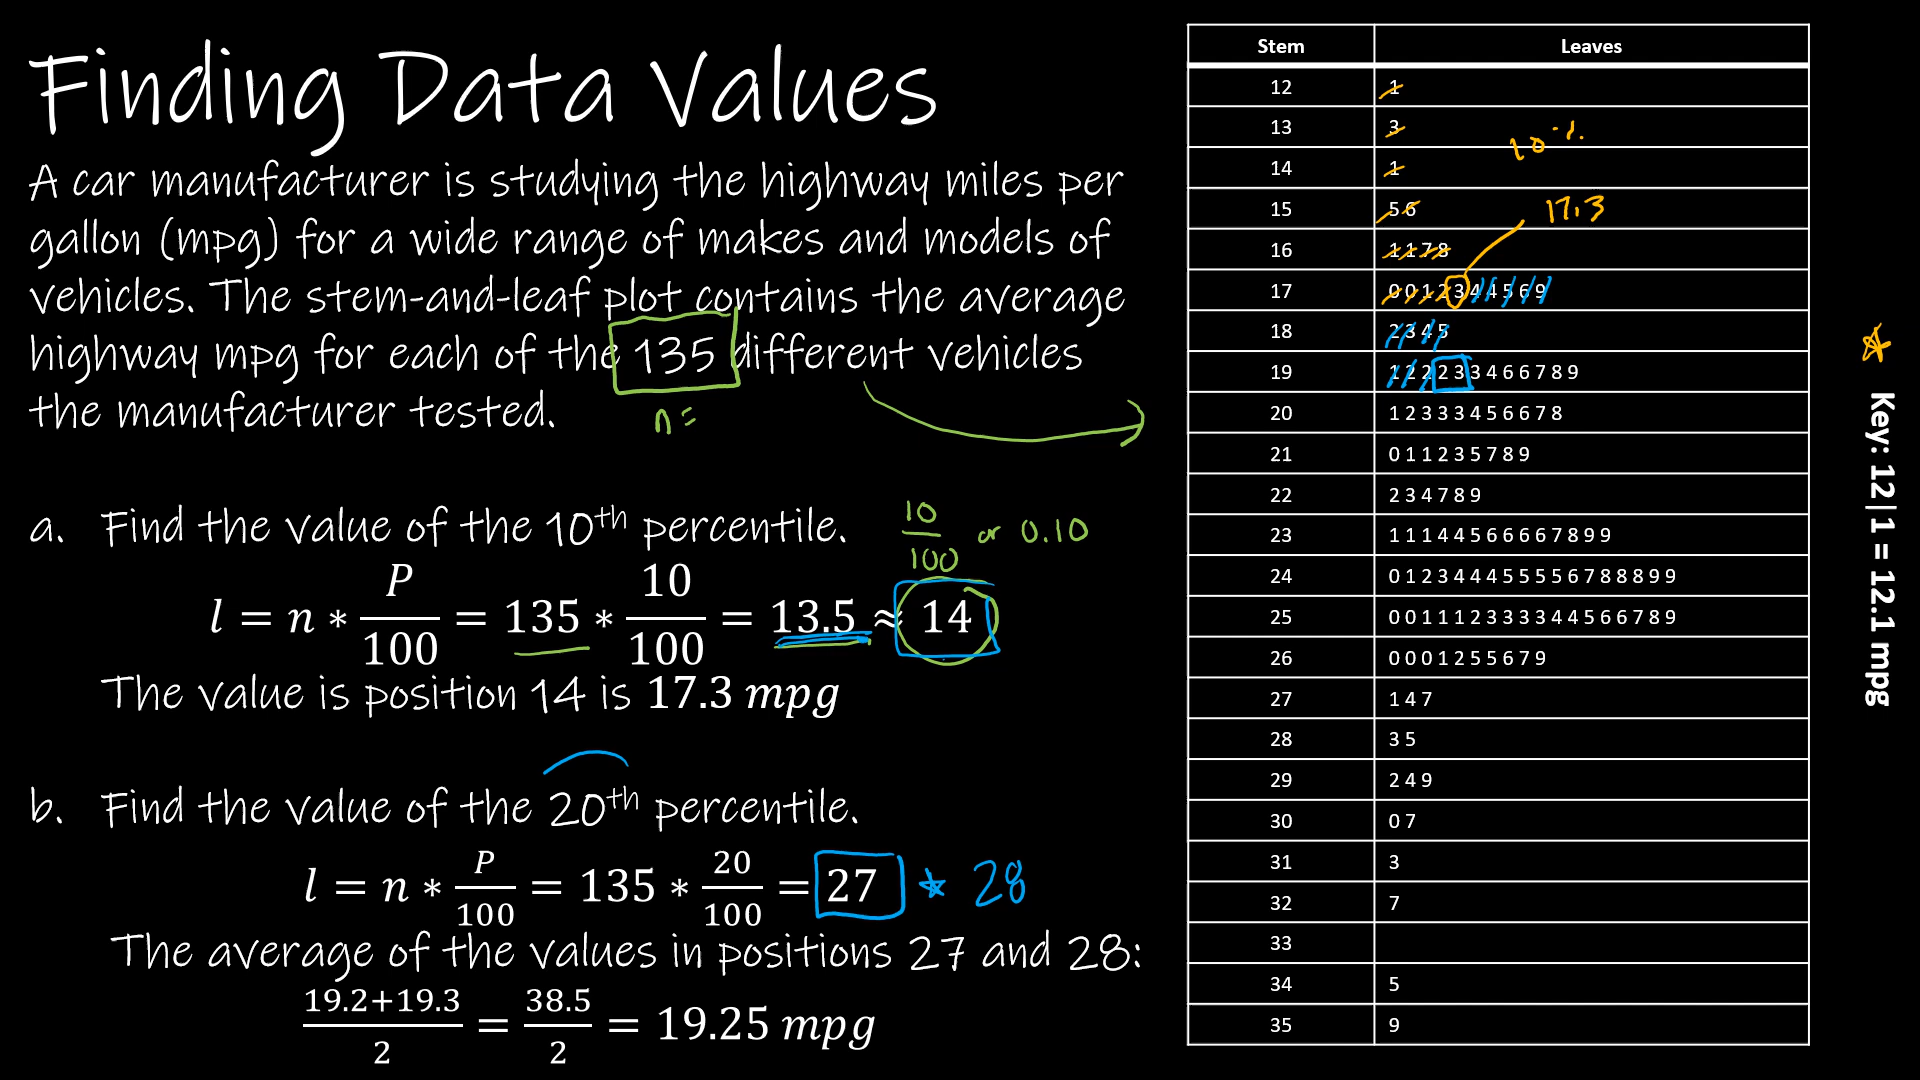 Finding Data Values
A car manufacturer is studying the highway miles per
gallon (mpg) for a wide range of makes and models of
vehicles. The stem-and-leaf plot contains the average
highway mpg for each of the 135 different vehicles
the manufacturer tested.
n =
a. Find the value of the 10th percentile. 10/100 or 0.10
l = n * P/100 = 135 * 10/100 = 13.5 ≈ 14
The value is position 14 is 17.3 mpg
b. Find the value of the 20th percentile.
l = n * P/100 = 135 * 20/100 = 27 * 28
The average of the values in positions 27 and 28:
19.2+19.3/2 = 38.5/2 = 19.25 mpg
Stem Leaves
12 1
13 3
10%
14 1
15 5 6
17.3
16 1 1 7 8
17 0 0 1 2 3 4 4 5 6 9
18 2 3 4 5
19 1 2 2 2 3 3 4 6 6 7 8 9
20 1 2 3 3 3 4 5 6 6 7 8
21 0 1 1 2 3 5 7 8 9
22 2 3 4 7 8 9
23 1 1 1 4 4 5 6 6 6 6 7 8 9 9
24 0 1 2 3 4 4 4 5 5 5 5 6 7 8 8 8 9 9
25 0 0 1 1 1 2 3 3 3 3 4 4 5 6 6 7 8 9
26 0 0 0 1 2 5 5 6 7 9
27 1 4 7
28 3 5
29 2 4 9
30 0 7
31 3
32 7
33
34 5
35 9
Key: 12|1 = 12.1 mpg